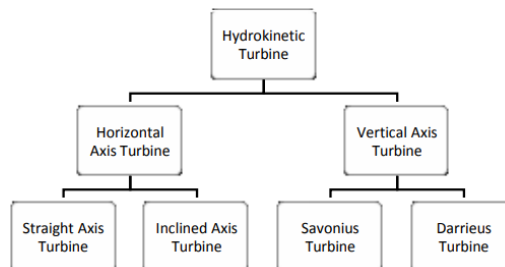 Hydrokinetic
Turbine
Horizontal
Axis Turbine
Vertical Axis
Turbine
Straight Axis
Turbine
Inclined Axis
Turbine
Savonius
Turbine
Darrieus
Turbine